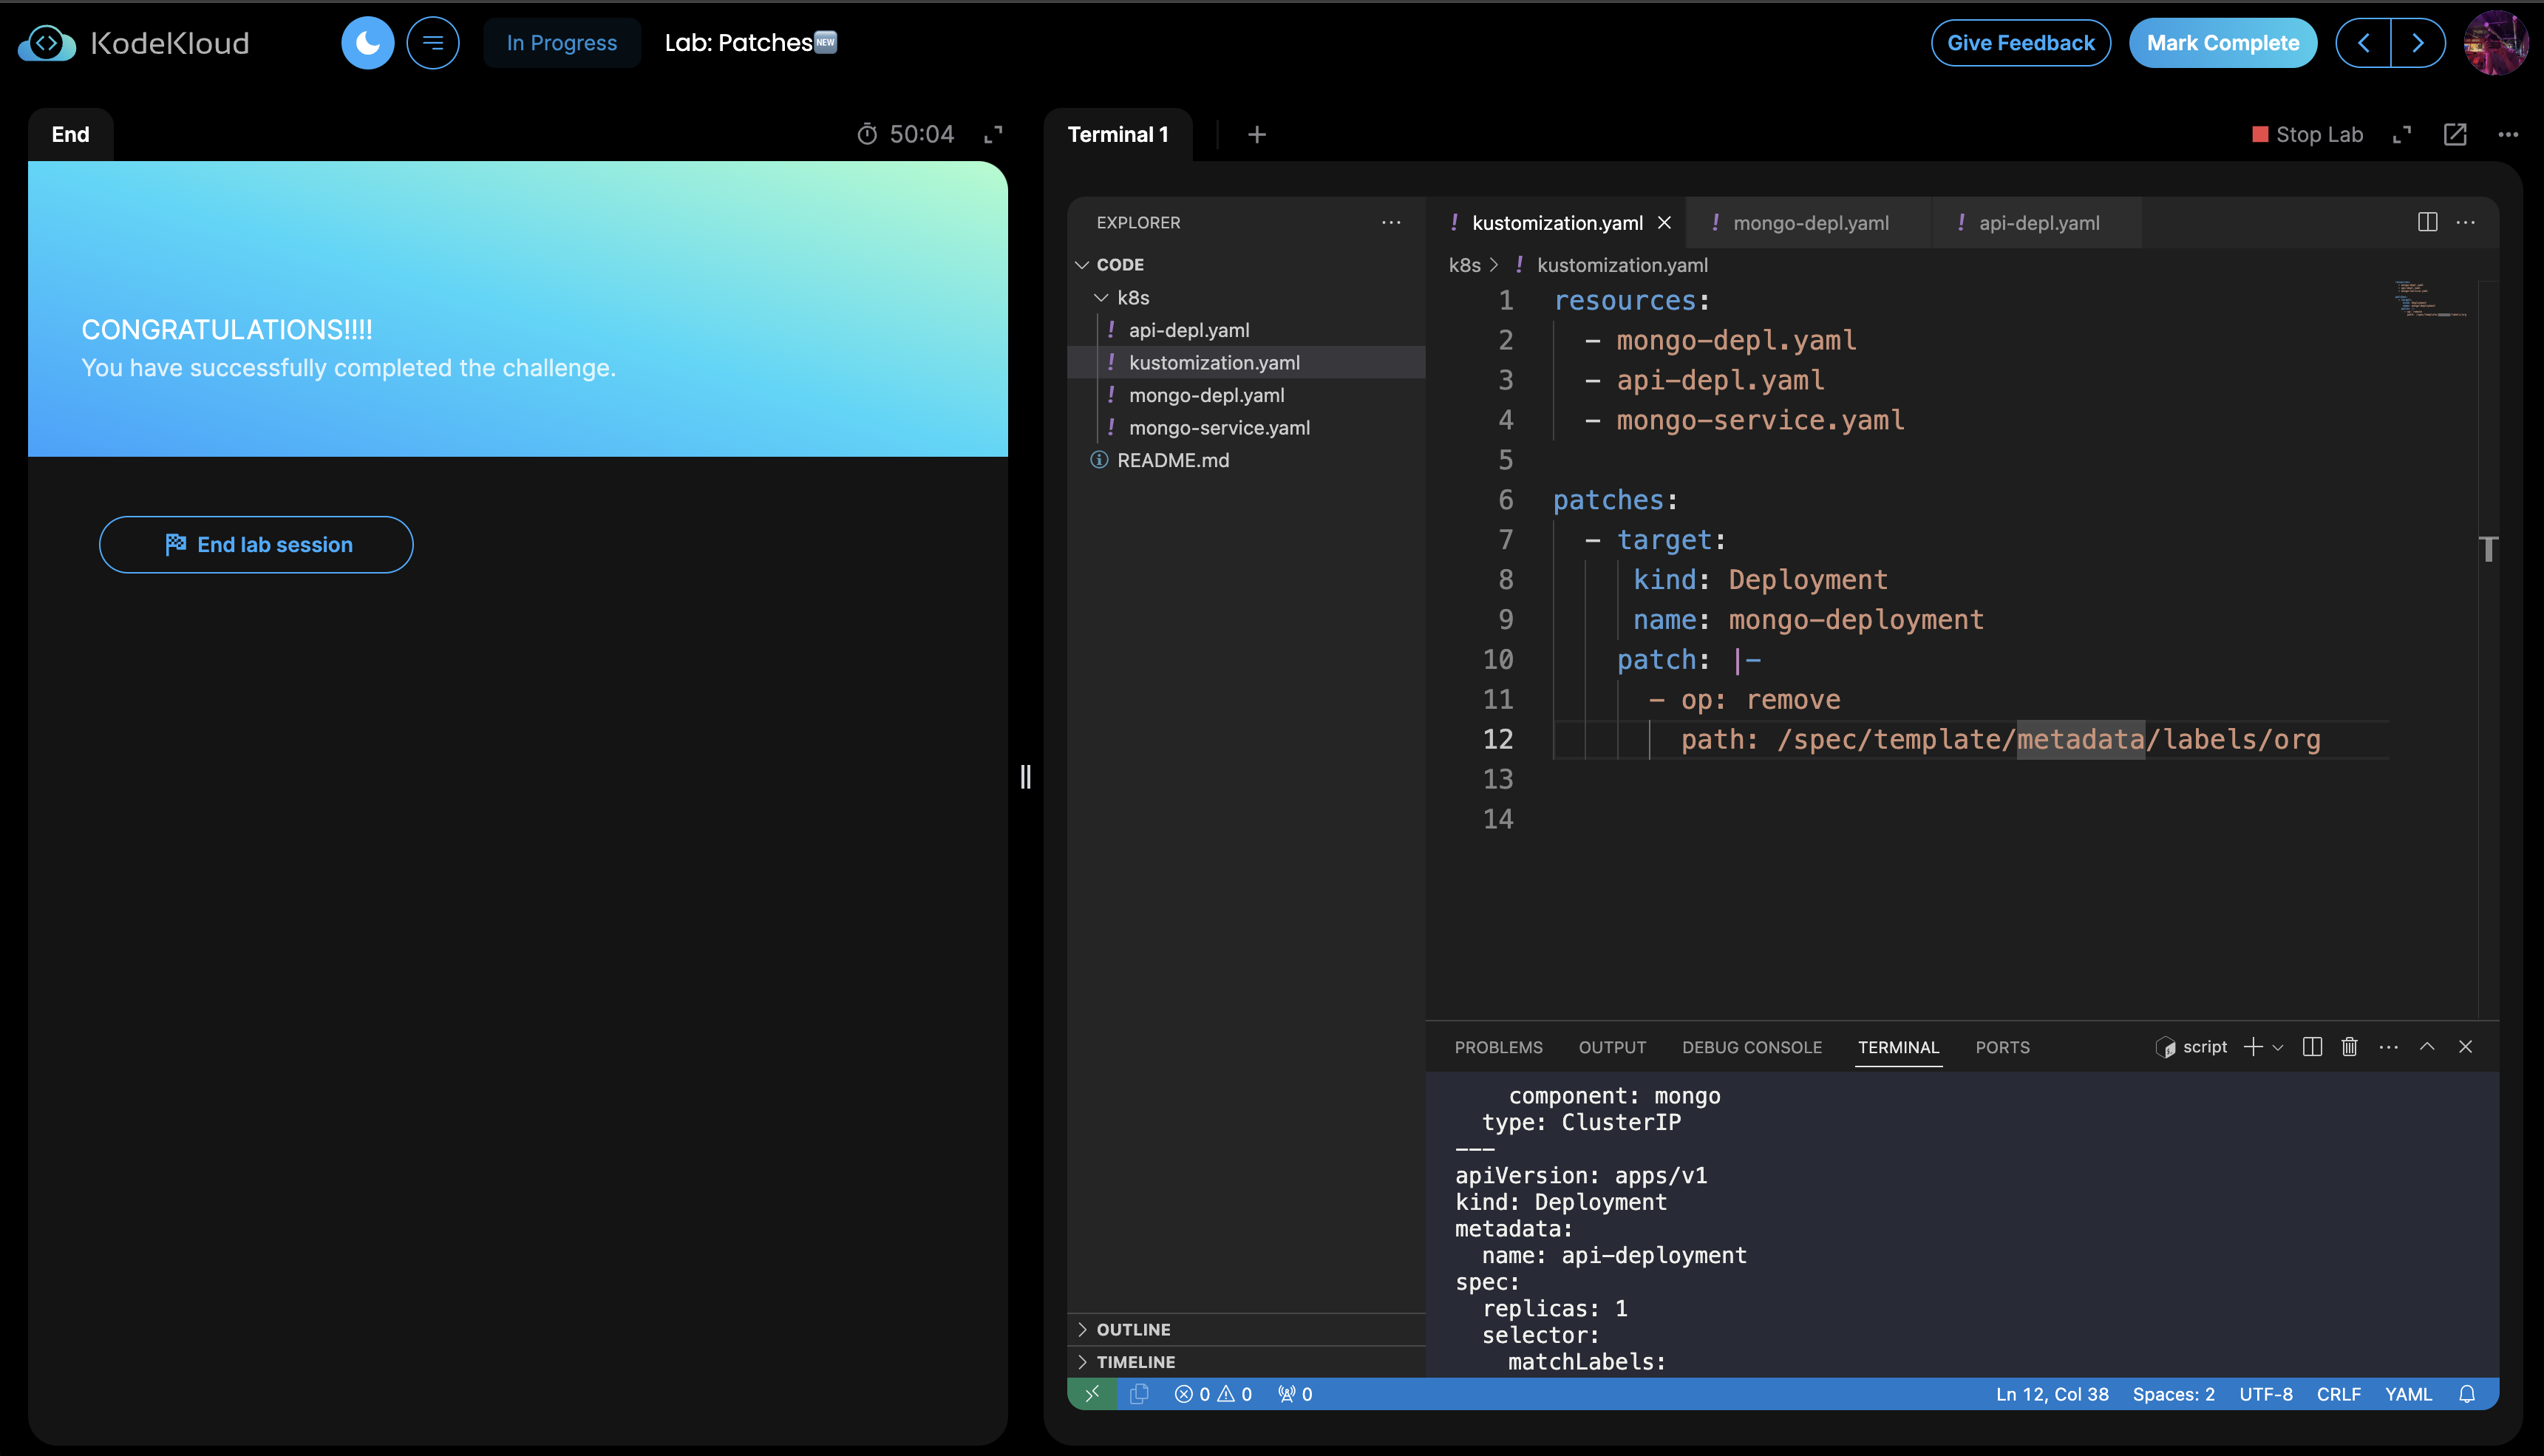 KodeKloud
In Progress
Lab: Patches NEW
Give Feedback
Mark Complete
End
50:04
CONGRATULATIONS!!!!
You have successfully completed the challenge.
End lab session
Terminal 1
Stop Lab
EXPLORER
CODE
k8s
! api-depl.yaml
! kustomization.yaml
! mongo-depl.yaml
! mongo-service.yaml
README.md
OUTLINE
TIMELINE
! kustomization.yaml
! mongo-depl.yaml
! api-depl.yaml
k8s > ! kustomization.yaml
1 resources:
2   - mongo-depl.yaml
3   - api-depl.yaml
4   - mongo-service.yaml
5
6 patches:
7   - target:
8      kind: Deployment
9      name: mongo-deployment
10     patch: |-
11       - op: remove
12         path: /spec/template/metadata/labels/org
13
14
PROBLEMS OUTPUT DEBUG CONSOLE TERMINAL PORTS
script
    component: mongo
  type: ClusterIP
---
apiVersion: apps/v1
kind: Deployment
metadata:
  name: api-deployment
spec:
  replicas: 1
  selector:
    matchLabels:
0 0 0
Ln 12, Col 38 Spaces: 2 UTF-8 CRLF YAML